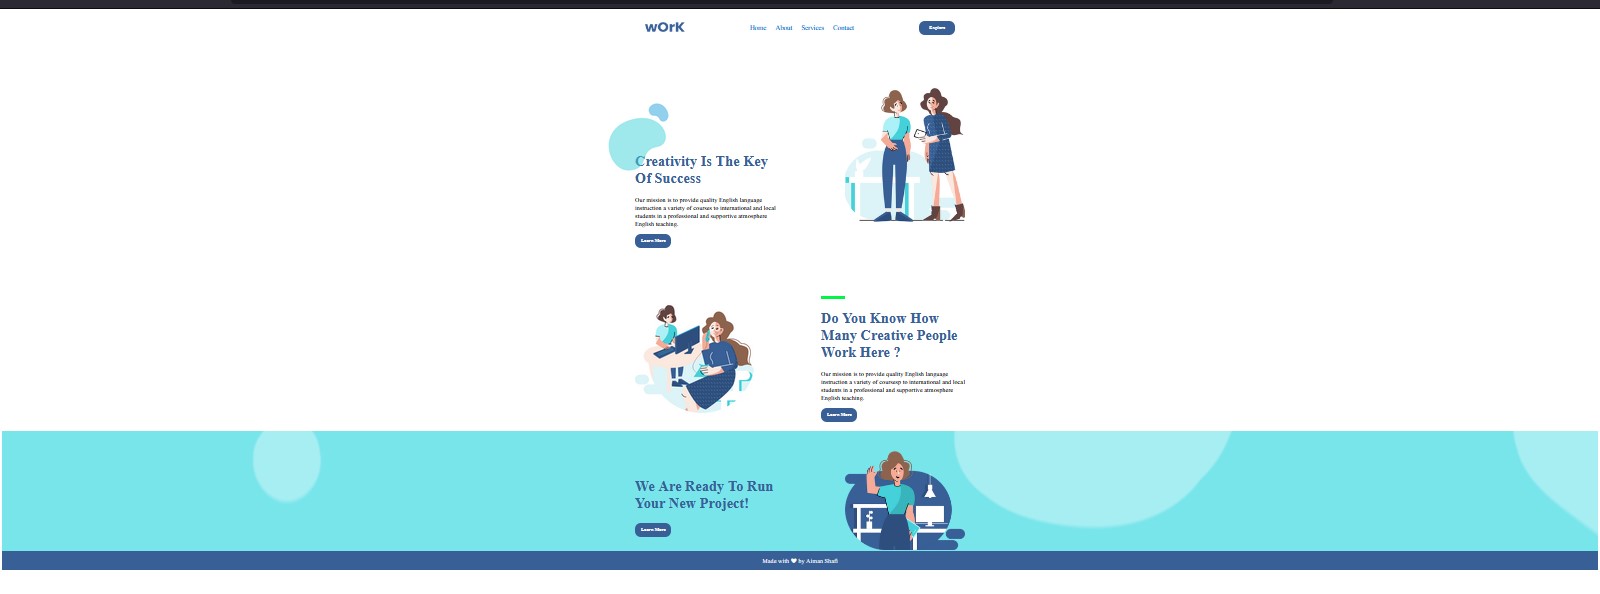 wOrK
Home About Services Contact
Explore
Creativity Is The Key
Of Success
Our mission is to provide quality English language
instruction a variety of courses to international and local
students in a professional and supportive atmosphere
English teaching.
Learn More
Do You Know How
Many Creative People
Work Here ?
Our mission is to provide quality English language
instruction a variety of coursesp to international and local
students in a professional and supportive atmosphere
English teaching.
Learn More
We Are Ready To Run
Your New Project!
Learn More
Made with 🤍 by Aiman Shafi